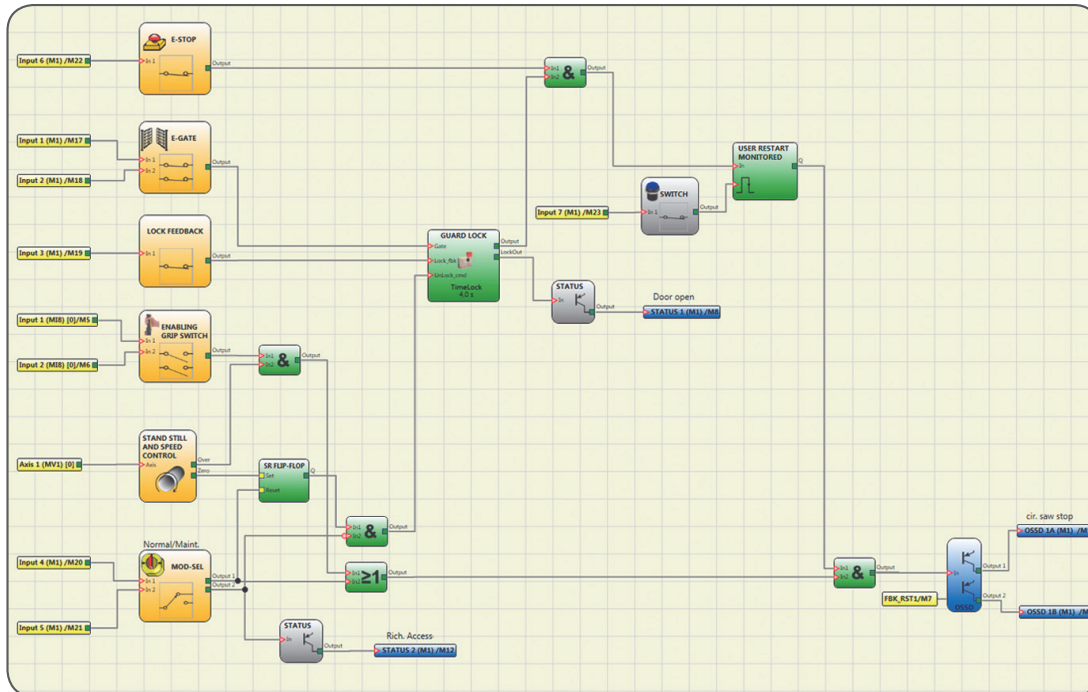 E-STOP
Input 6 (M1) /M22
In 1
Output
In1
In2
&
Output
E-GATE
Input 1 (M1) /M17
In 1
Input 2 (M1) /M18
In 2
Output
USER RESTART
MONITORED
In
Q
SWITCH
Input 7 (M1) /M23
In 1
Output
LOCK FEEDBACK
Input 3 (M1) /M19
In 1
Output
GUARD LOCK
Gate
Output
Lock_fbk
LockOut
UnLock_cmd
TimeLock
4,0 s
STATUS
In
Output
Door open
STATUS 1 (M1) /M8
Input 1 (MI8) [0]/M5
Input 2 (MI8) [0]/M6
ENABLING
GRIP SWITCH
In 1
In 2
Output
In1
In2
&
Output
STAND STILL
AND SPEED
CONTROL
Axis 1 (MV1) [0]
Axis
Over
Zero
SR FLIP-FLOP
Set
Q
Reset
In1
In2
&
Output
Normal/Maint.
MOD-SEL
Input 4 (M1) /M20
In 1
Output 1
In 2
Output 2
Input 5 (M1) /M21
In1
In2
≥1
Output
STATUS
In
Output
Rich. Access
STATUS 2 (M1) /M12
In1
In2
&
Output
FBK_RST1/M7
In
Output 1
Output 2
OSSD
cir. saw stop
OSSD 1A (M1) /M
OSSD 1B (M1) /M